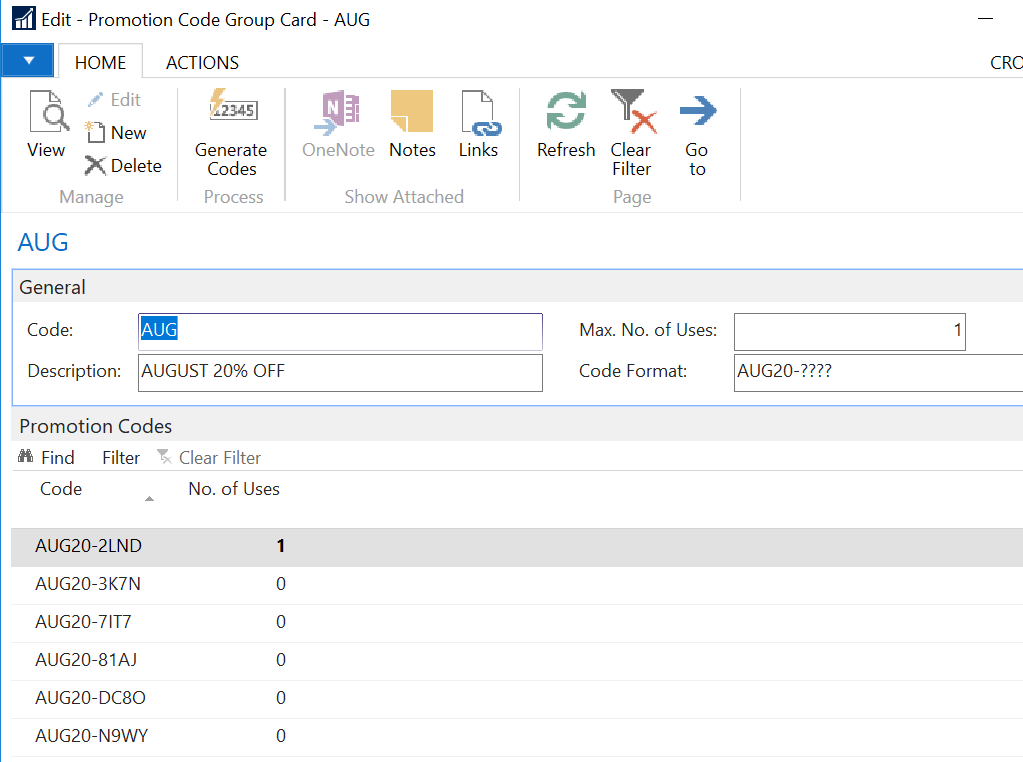 Edit - Promotion Code Group Card - AUG
HOME ACTIONS CRO
View Edit New Delete
Manage
12345
Generate Codes
Process
N
OneNote Notes Links
Show Attached
Refresh Clear Filter Go to
Page
AUG
General
Code: AUG Max. No. of Uses: 1
Description: AUGUST 20% OFF Code Format: AUG20-????
Promotion Codes
Find Filter Clear Filter
Code No. of Uses
AUG20-2LND 1
AUG20-3K7N 0
AUG20-7IT7 0
AUG20-81AJ 0
AUG20-DC8O 0
AUG20-N9WY 0